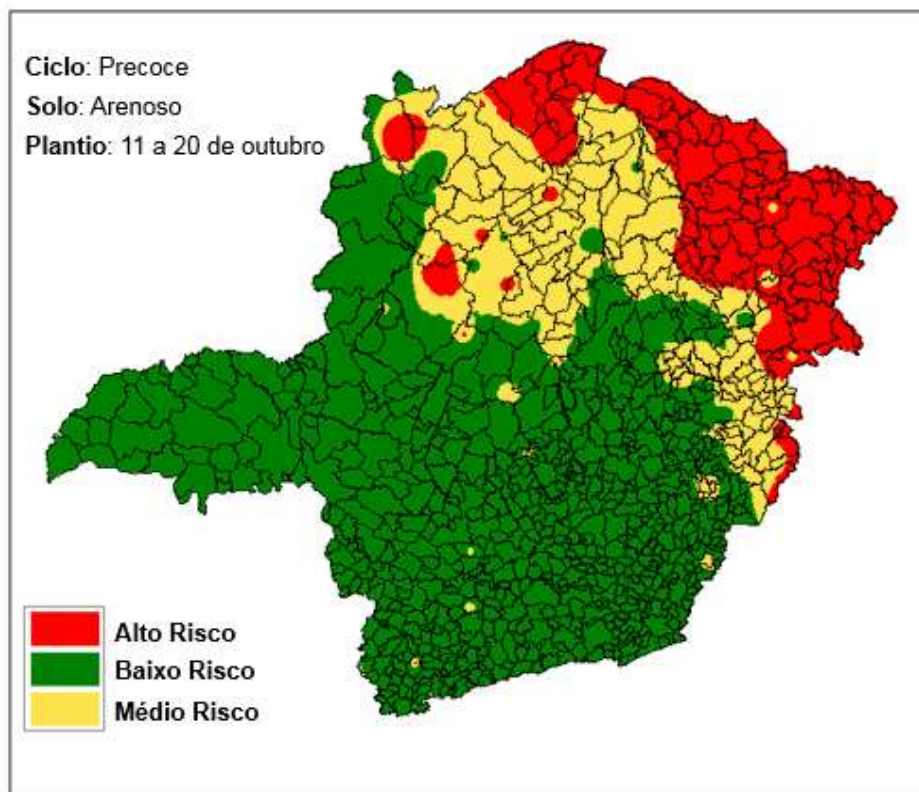 Ciclo: Precoce
Solo: Arenoso
Plantio: 11 a 20 de outubro
Alto Risco
Baixo Risco
Médio Risco